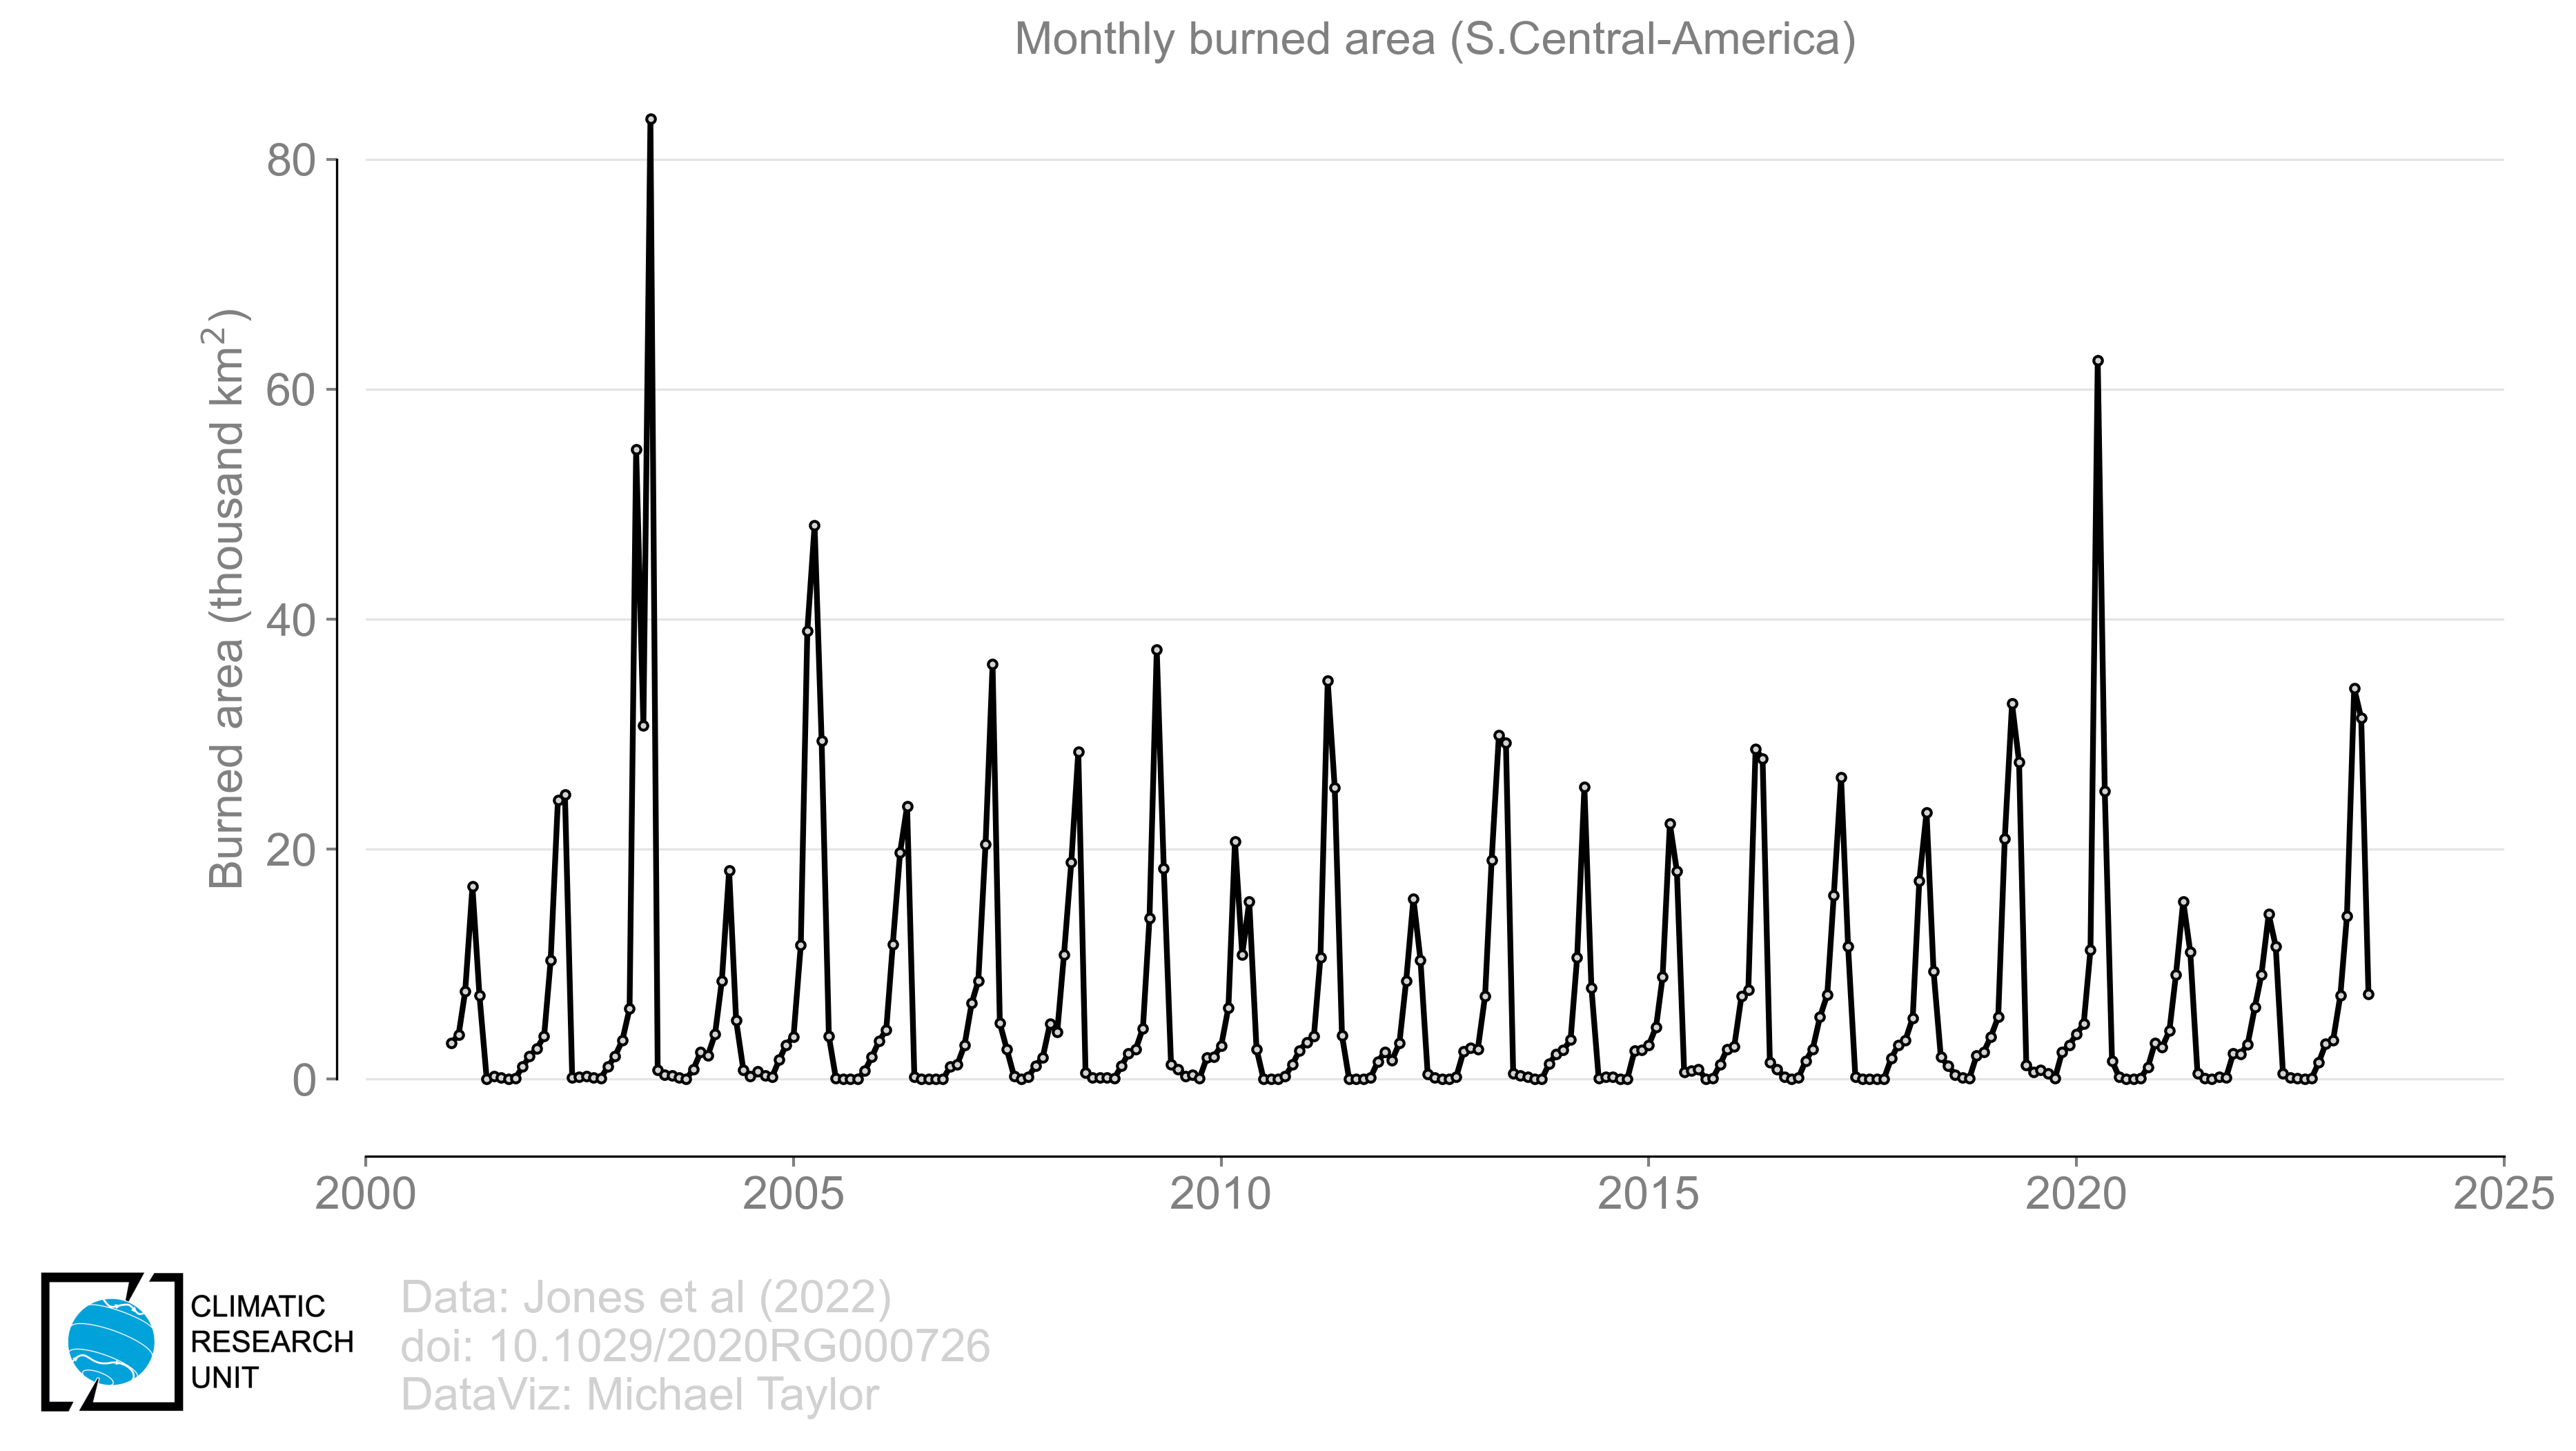 Monthly burned area (S.Central-America)
Burned area (thousand km²)
80
60
40
20
0
2000 2005 2010 2015 2020 2025
CLIMATIC
RESEARCH
UNIT
Data: Jones et al (2022)
doi: 10.1029/2020RG000726
DataViz: Michael Taylor